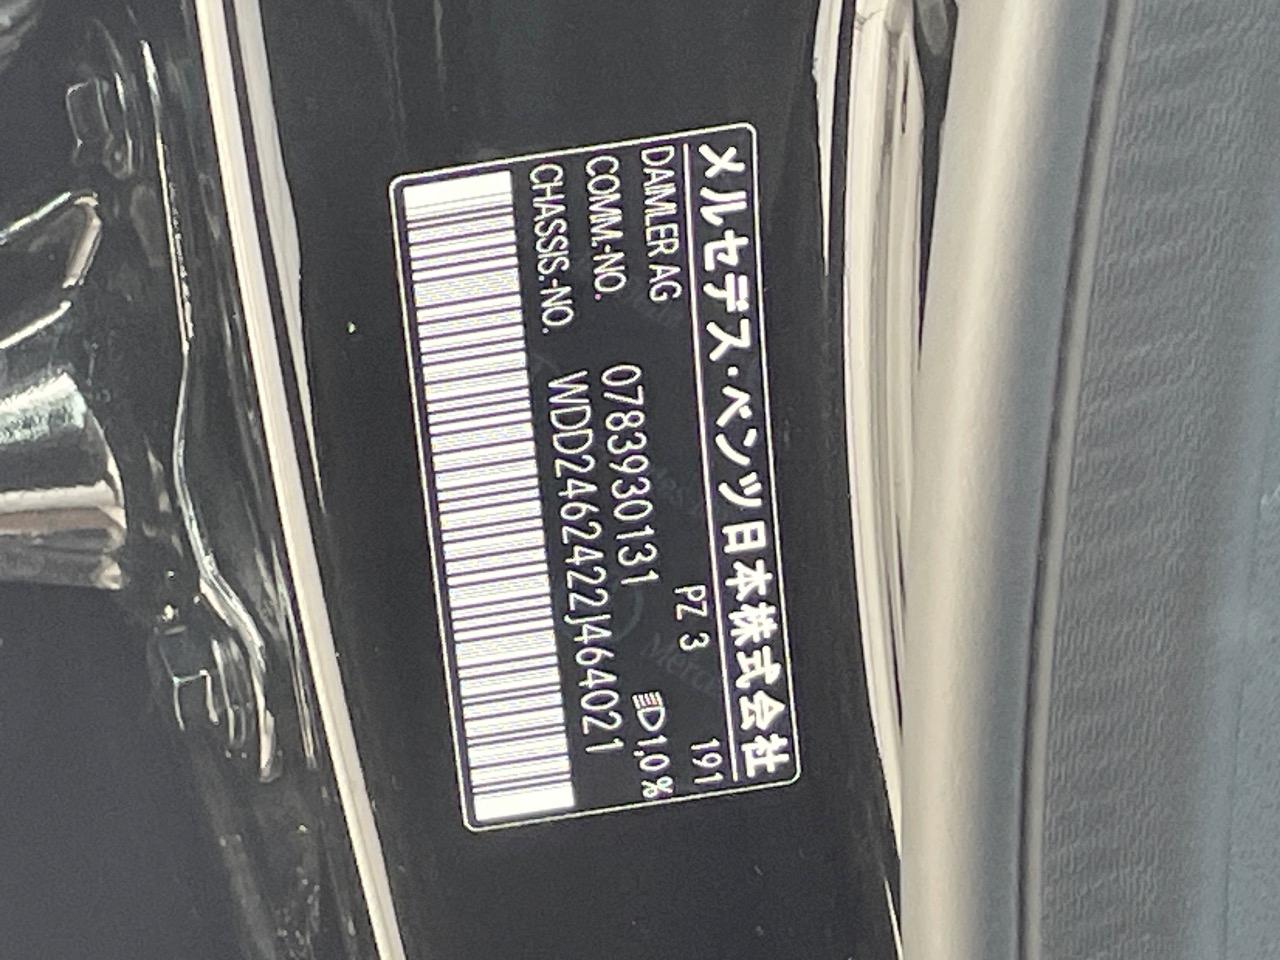 メルセデス・ベンツ日本株式会社
DAIMLER AG PZ 3 191
COMM.-NO. 0783930131 1,0 %
CHASSIS.-NO. WDD2462422J464021